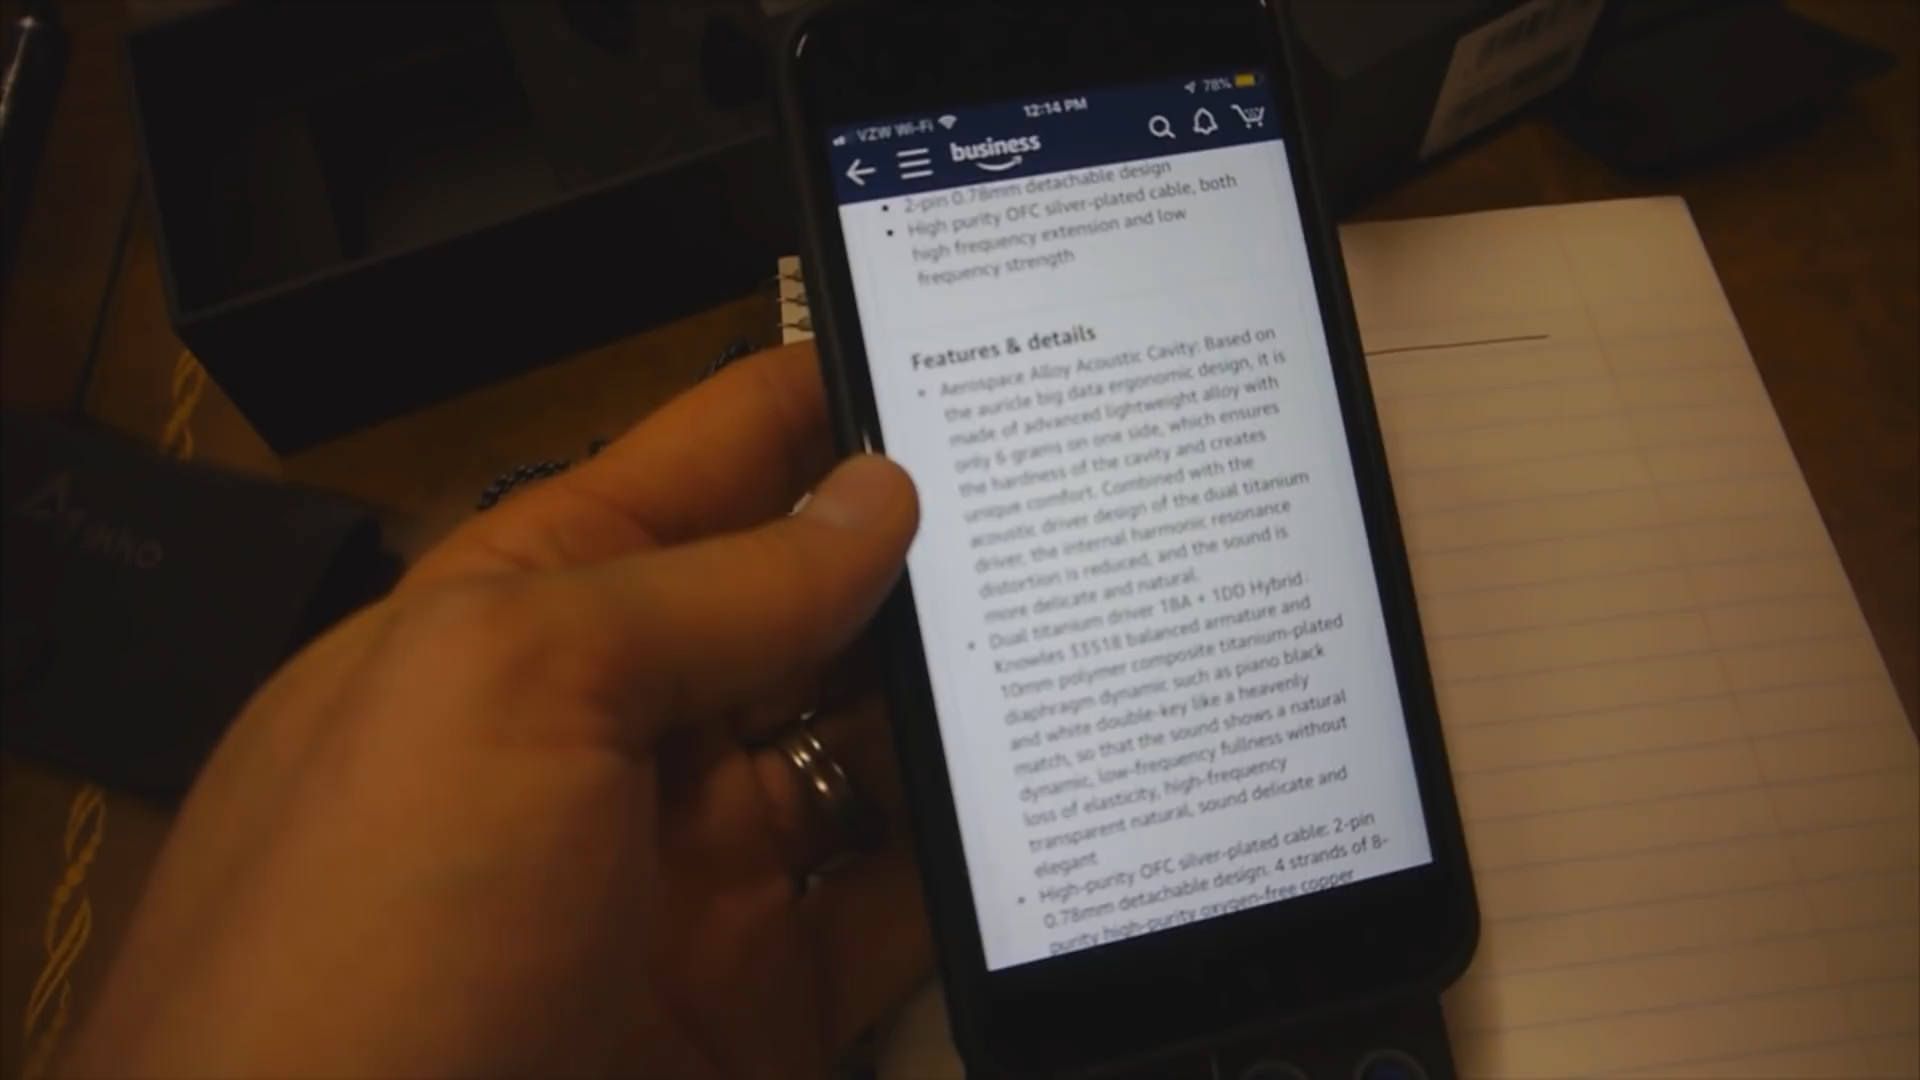 VZW Wi-Fi
12:14 PM
78%
business
2-pin 0.78mm detachable design
High purity OFC silver-plated cable, both
high frequency extension and low
frequency strength
Features & details
Aerospace Alloy Acoustic Cavity: Based on
the auricle big data ergonomic design, it is
made of advanced lightweight alloy with
only 6 grams on one side, which ensures
the hardness of the cavity and creates
unique comfort. Combined with the
acoustic driver design of the dual titanium
driver, the internal harmonic resonance
distortion is reduced, and the sound is
more delicate and natural.
Dual titanium driver 1BA + 1DD Hybrid:
Knowles 33518 balanced armature and
10mm polymer composite titanium-plated
diaphragm dynamic such as piano black
and white double-key like a heavenly
match, so that the sound shows a natural
dynamic, low-frequency fullness without
loss of elasticity, high-frequency
transparent natural, sound delicate and
elegant
High-purity OFC silver-plated cable: 2-pin
0.78mm detachable design. 4 strands of 8-
purity high-purity oxygen-free copper